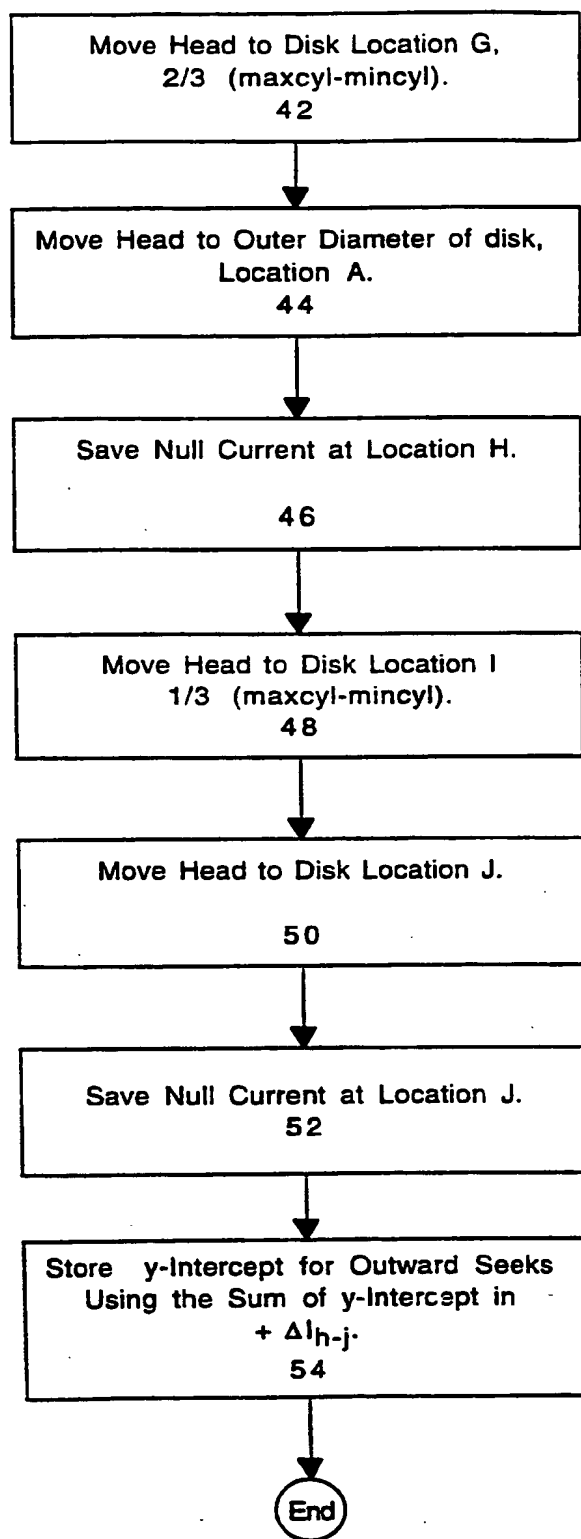 Move Head to Disk Location G,
2/3 (maxcyl-mincyl).
42
Move Head to Outer Diameter of disk,
Location A.
44
Save Null Current at Location H.
46
Move Head to Disk Location I
1/3 (maxcyl-mincyl).
48
Move Head to Disk Location J.
50
Save Null Current at Location J.
52
Store y-Intercept for Outward Seeks
Using the Sum of y-Intercept in
+ ΔIh-j.
54
End